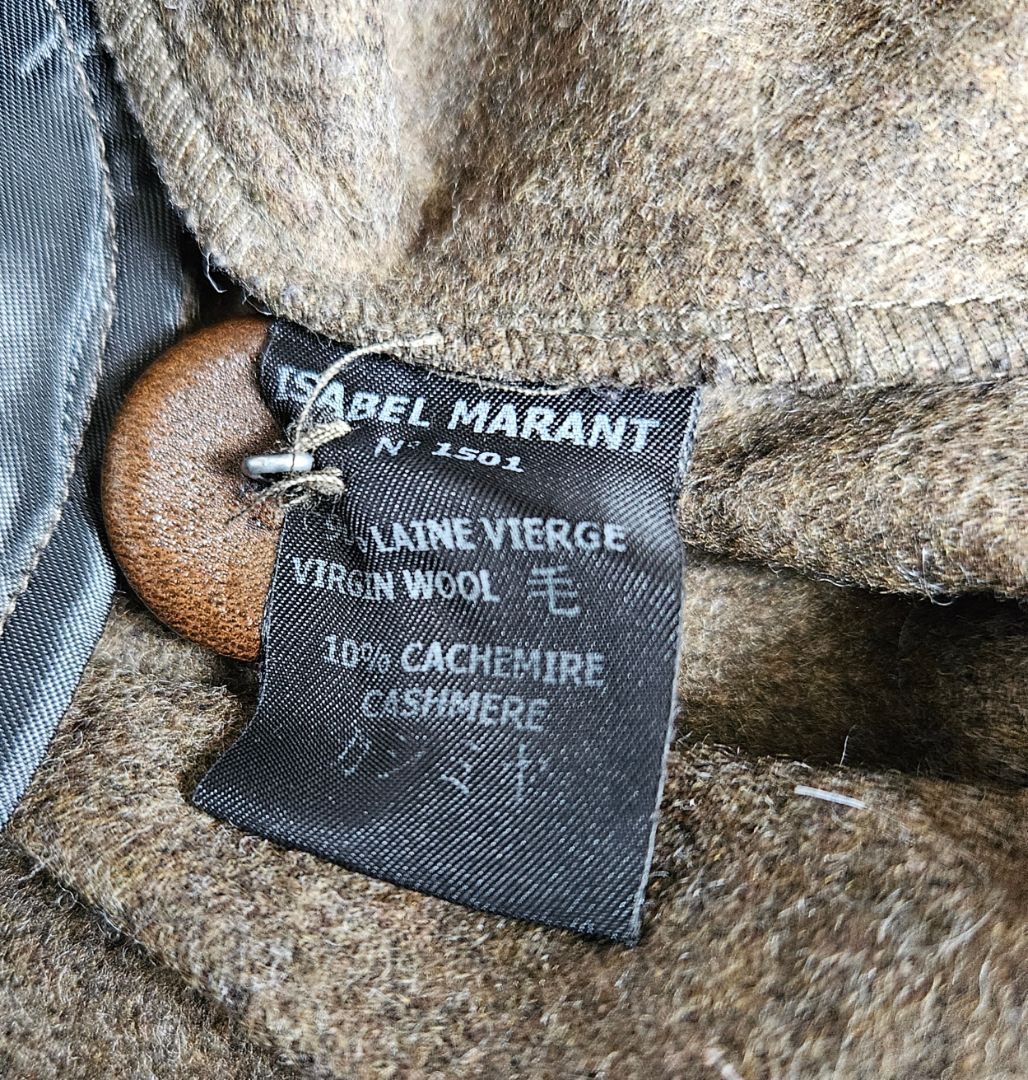 ISABEL MARANT
N° 1501
LAINE VIERGE
VIRGIN WOOL 毛
10% CACHEMIRE
CASHMERE